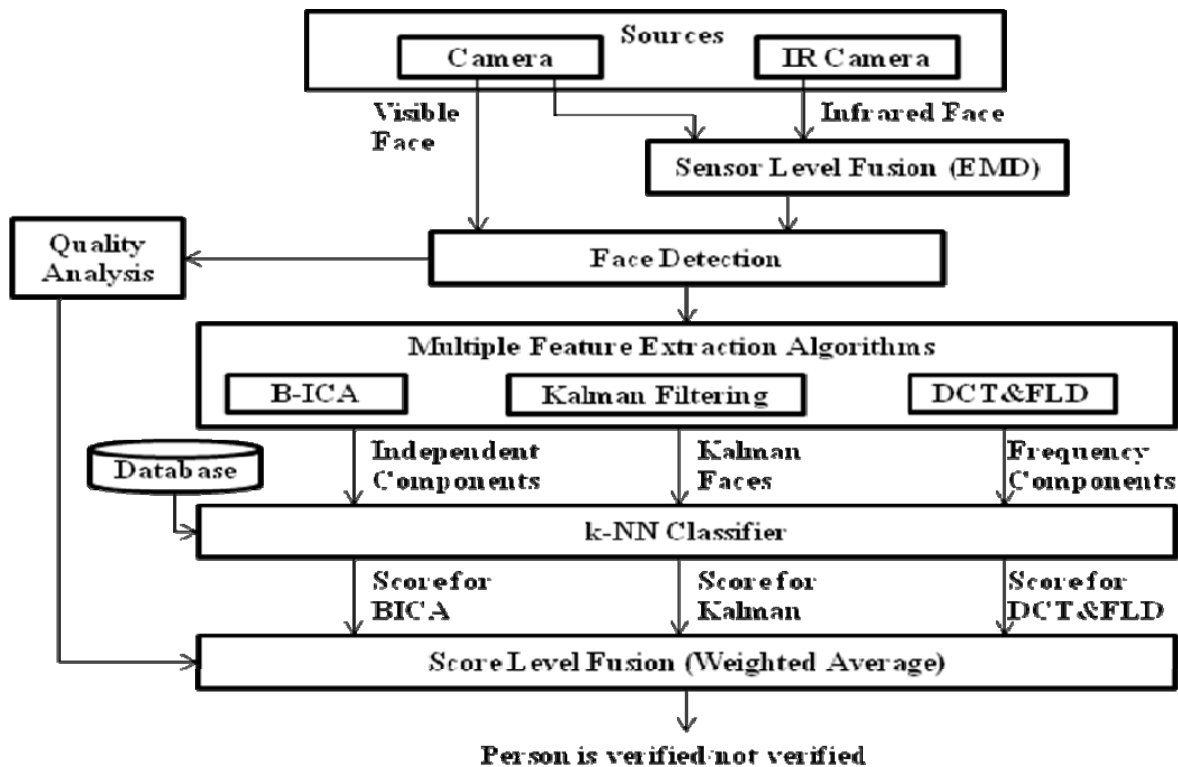 Sources
Camera
IR Camera
Visible
Face
Infrared Face
Sensor Level Fusion (EMD)
Quality
Analysis
Face Detection
Multiple Feature Extraction Algorithms
B-ICA
Kalman Filtering
DCT&FLD
Database
Independent
Components
Kalman
Faces
Frequency
Components
k-NN Classifier
Score for
BICA
Score for
Kalman
Score for
DCT&FLD
Score Level Fusion (Weighted Average)
Person is verified/not verified